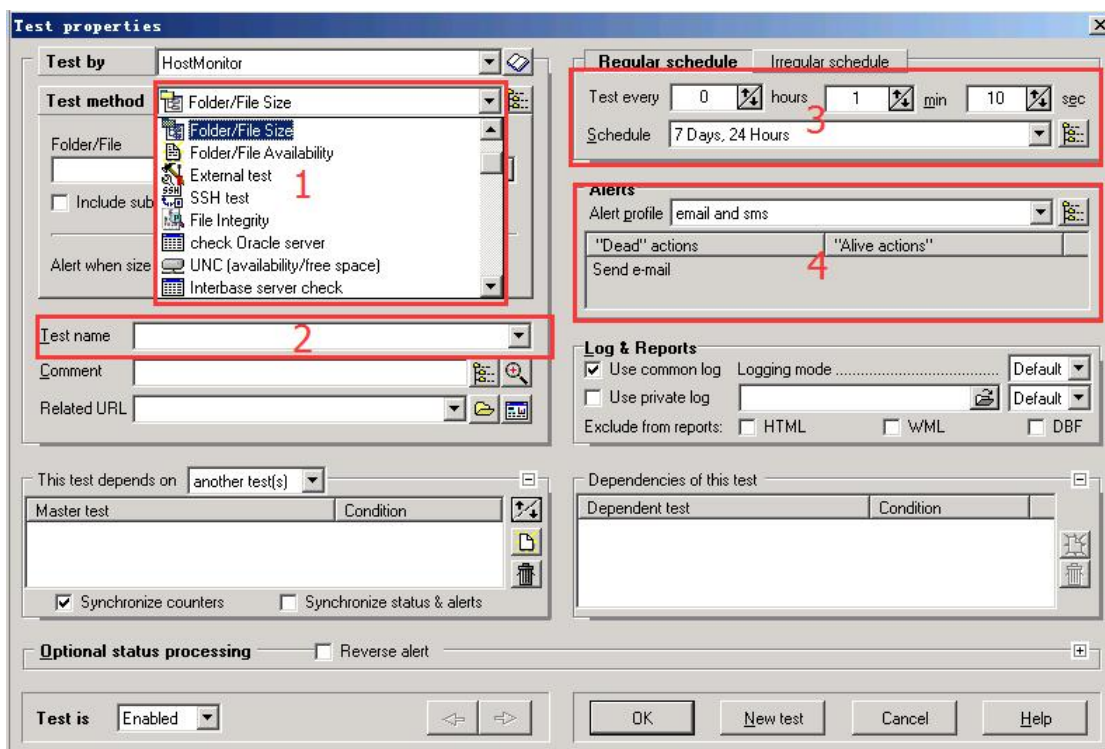 Test properties
Test by HostMonitor
Test method Folder/File Size
Folder/File Size
Folder/File
Folder/File Availability
External test
1
SSH test
Include sub
File Integrity
check Oracle server
Alert when size
UNC (availability/free space)
Interbase server check
Test name
2
Comment
Related URL
Regular schedule Irregular schedule
Test every 0 hours 1 min 10 sec
3
Schedule 7 Days, 24 Hours
Alerts
Alert profile email and sms
"Dead" actions "Alive actions"
4
Send e-mail
Log & Reports
Use common log Logging mode .................................... Default
Use private log Default
Exclude from reports: HTML WML DBF
This test depends on another test(s)
Master test Condition
Synchronize counters Synchronize status & alerts
Dependencies of this test
Dependent test Condition
Optional status processing Reverse alert
Test is Enabled
OK New test Cancel Help